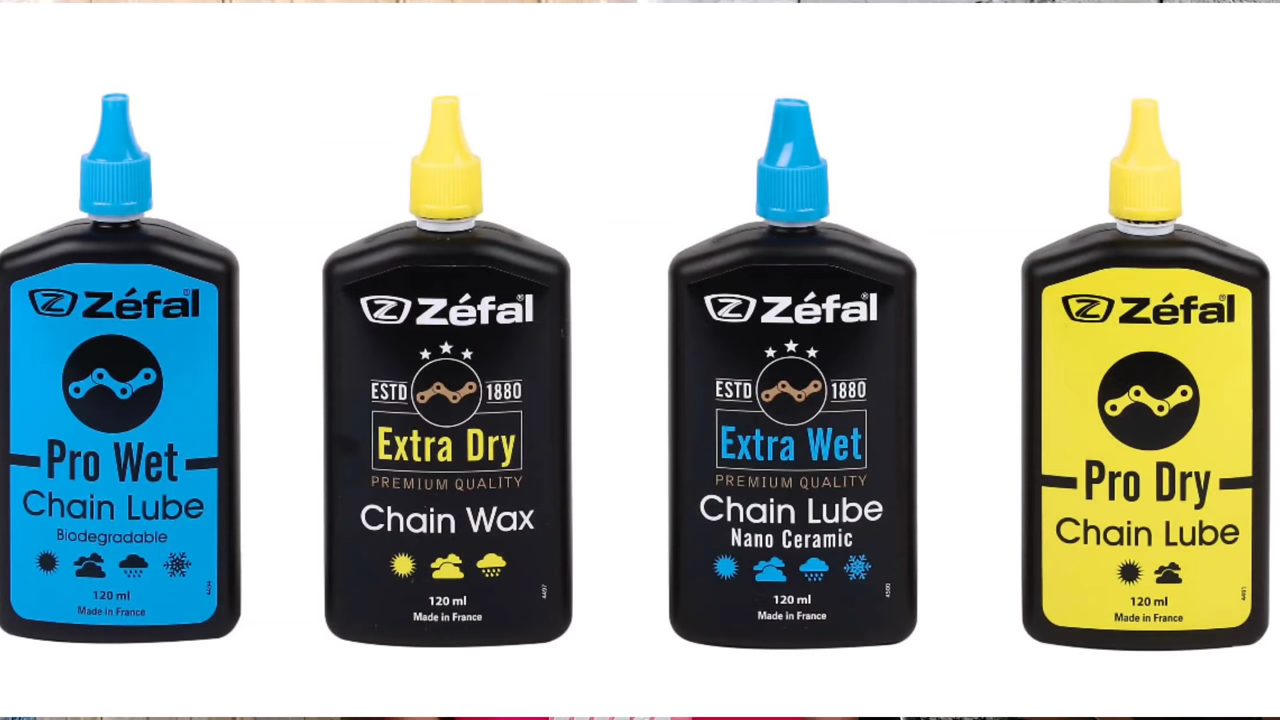 Zéfal®
Pro Wet
Chain Lube
Biodegradable
120 ml
Made in France
Zéfal®
ESTD 1880
Extra Dry
PREMIUM QUALITY
Chain Wax
120 ml
Made in France
4497
Zéfal®
ESTD 1880
Extra Wet
PREMIUM QUALITY
Chain Lube
Nano Ceramic
120 ml
Made in France
Zéfal®
Pro Dry
Chain Lube
120 ml
Made in France